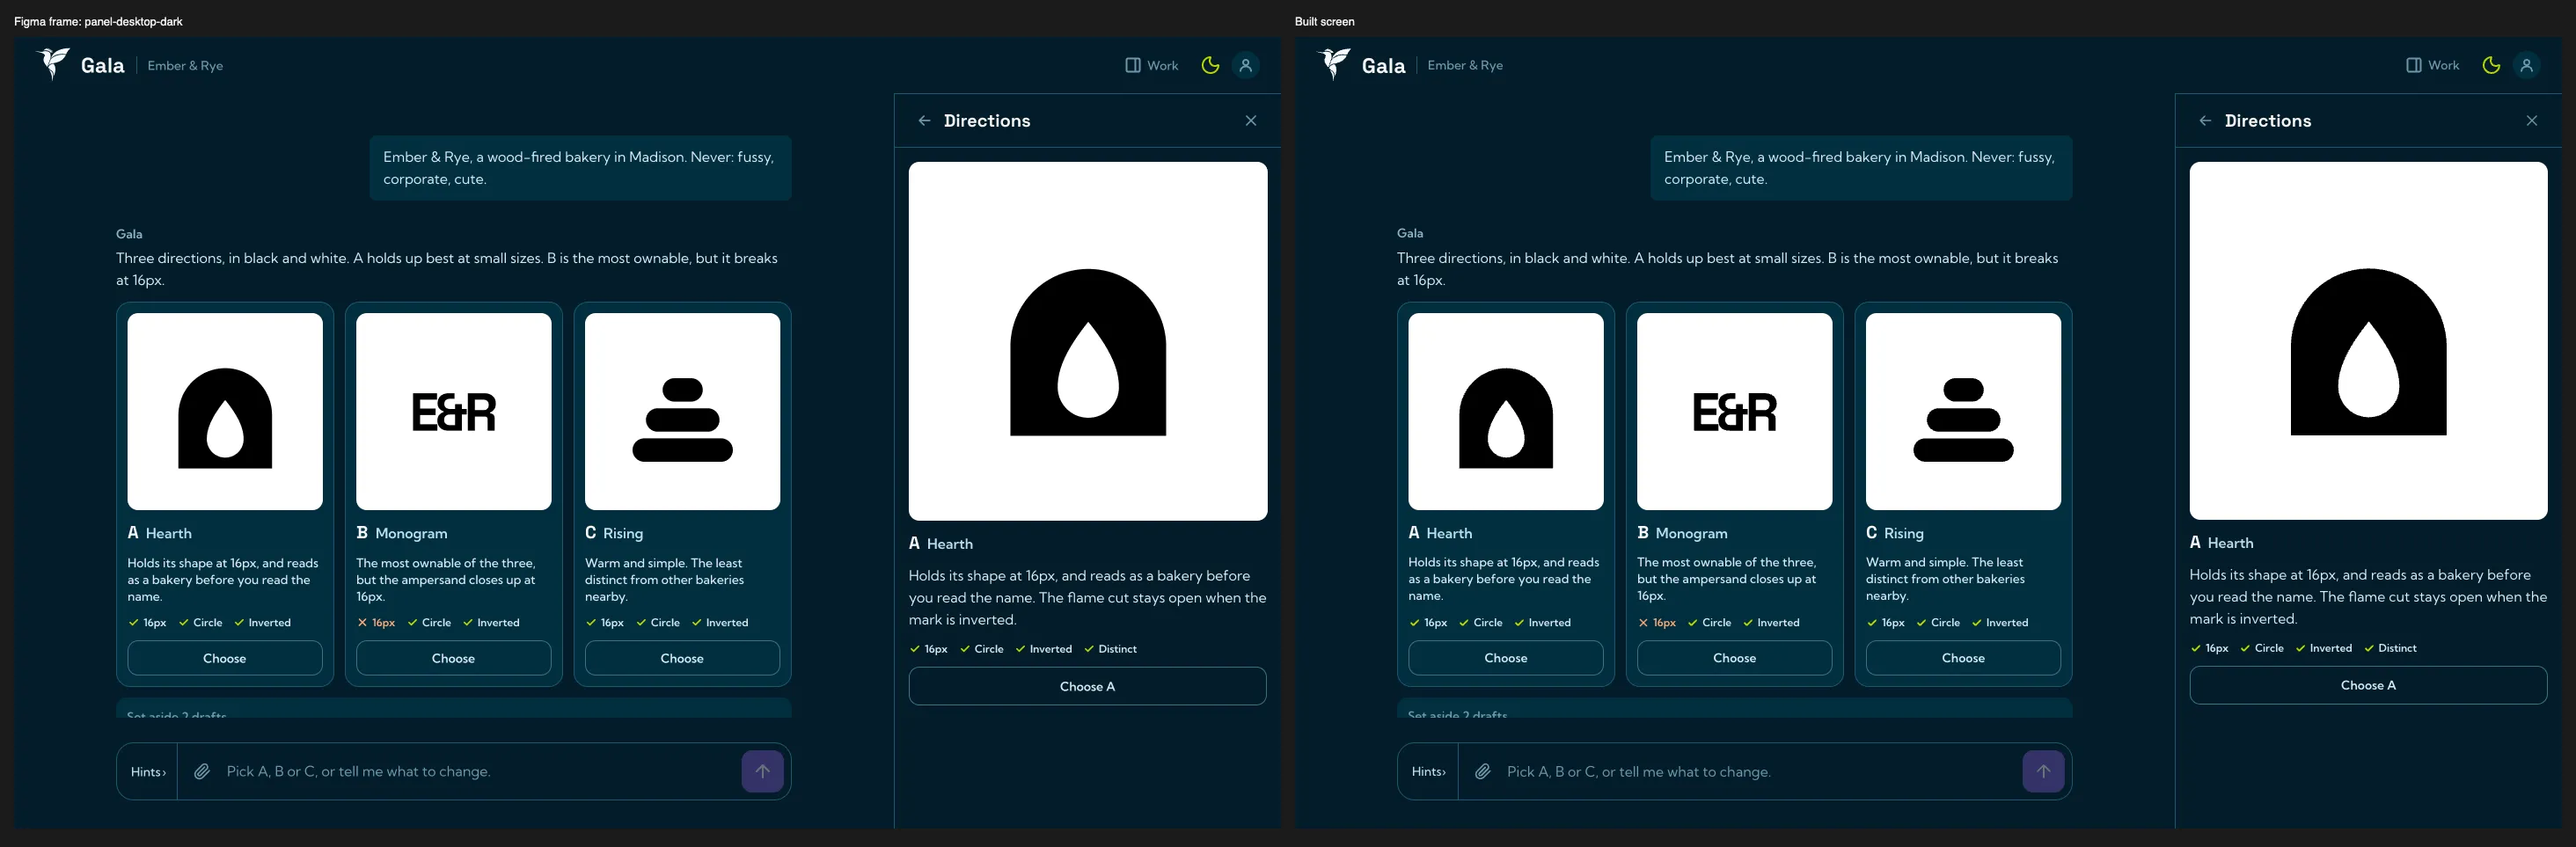 Figma frame: panel-desktop-dark
Gala
Ember & Rye
Work
Directions
Ember & Rye, a wood-fired bakery in Madison. Never: fussy,
corporate, cute.
Gala
Three directions, in black and white. A holds up best at small sizes. B is the most ownable, but it breaks
at 16px.
E&R
A Hearth
Holds its shape at 16px, and reads
as a bakery before you read the
name.
16px Circle Inverted
Choose
B Monogram
The most ownable of the three,
but the ampersand closes up at
16px.
16px Circle Inverted
Choose
C Rising
Warm and simple. The least
distinct from other bakeries
nearby.
16px Circle Inverted
Choose
Set aside 2 drafts
Hints›
Pick A, B or C, or tell me what to change.
A Hearth
Holds its shape at 16px, and reads as a bakery before
you read the name. The flame cut stays open when the
mark is inverted.
16px Circle Inverted Distinct
Choose A
Built screen
Gala
Ember & Rye
Work
Directions
Ember & Rye, a wood-fired bakery in Madison. Never: fussy,
corporate, cute.
Gala
Three directions, in black and white. A holds up best at small sizes. B is the most ownable, but it breaks
at 16px.
E&R
A Hearth
Holds its shape at 16px, and reads
as a bakery before you read the
name.
16px Circle Inverted
Choose
B Monogram
The most ownable of the three,
but the ampersand closes up at
16px.
16px Circle Inverted
Choose
C Rising
Warm and simple. The least
distinct from other bakeries
nearby.
16px Circle Inverted
Choose
Set aside 2 drafts
Hints›
Pick A, B or C, or tell me what to change.
A Hearth
Holds its shape at 16px, and reads as a bakery before
you read the name. The flame cut stays open when the
mark is inverted.
16px Circle Inverted Distinct
Choose A